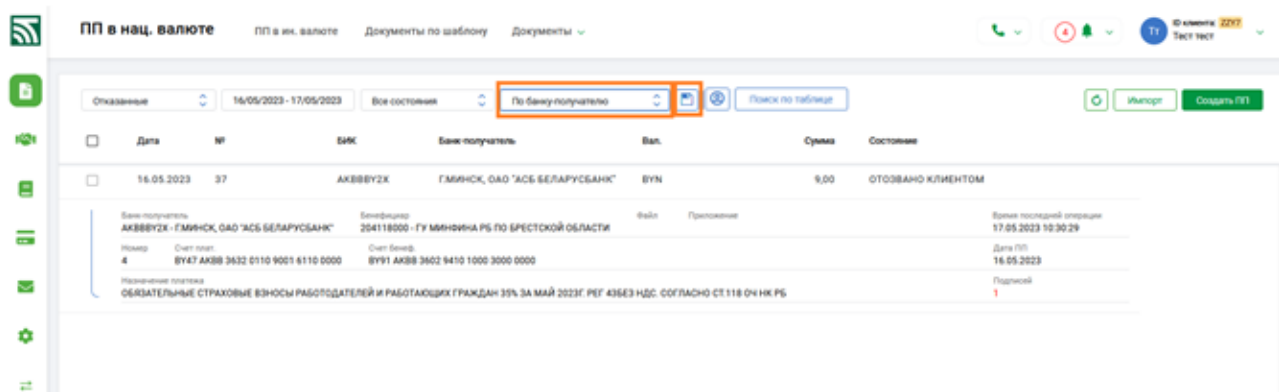 ПП в нац. валюте ПП в ин. валюте Документы по шаблону Документы 4 Тт ID клиента: ZZY7
Тест тест
Отказанные 16/05/2023 - 17/05/2023 Все состояния По банку-получателю Поиск по таблице Импорт Создать ПП
Дата № БИК Банк-получатель Вал. Сумма Состояние
16.05.2023 37 AKBBBY2X Г.МИНСК, ОАО "АСБ БЕЛАРУСБАНК" BYN 9,00 ОТОЗВАНО КЛИЕНТОМ
Банк-получатель Бенефициар Файл Приложение Время последней операции
AKBBBY2X - Г.МИНСК, ОАО "АСБ БЕЛАРУСБАНК" 204118000 - ГУ МИНФИНА РБ ПО БРЕСТСКОЙ ОБЛАСТИ 17.05.2023 10:30:29
Номер Счет плат. Счет бенеф. Дата ПП
4 BY47 AKBB 3632 0110 9001 6110 0000 BY91 AKBB 3602 9410 1000 3000 0000 16.05.2023
Назначение платежа Подписей
ОБЯЗАТЕЛЬНЫЕ СТРАХОВЫЕ ВЗНОСЫ РАБОТОДАТЕЛЕЙ И РАБОТАЮЩИХ ГРАЖДАН 35% ЗА МАЙ 2023Г. РЕГ 43БЕЗ НДС. СОГЛАСНО СТ.118 ОЧ НК РБ 1